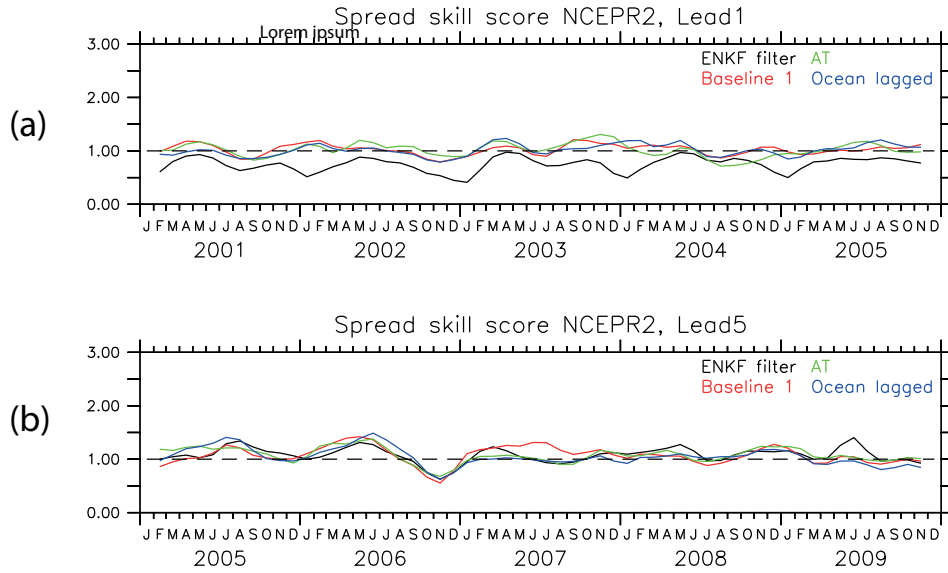 Spread skill score NCEPR2, Lead1
Lorem ipsum
(a)
3.00
ENKF filter AT
Baseline 1 Ocean lagged
2.00
1.00
0.00
J F M A M J J A S O N D J F M A M J J A S O N D J F M A M J J A S O N D J F M A M J J A S O N D J F M A M J J A S O N D
2001 2002 2003 2004 2005
Spread skill score NCEPR2, Lead5
(b)
3.00
ENKF filter AT
Baseline 1 Ocean lagged
2.00
1.00
0.00
J F M A M J J A S O N D J F M A M J J A S O N D J F M A M J J A S O N D J F M A M J J A S O N D J F M A M J J A S O N D
2005 2006 2007 2008 2009